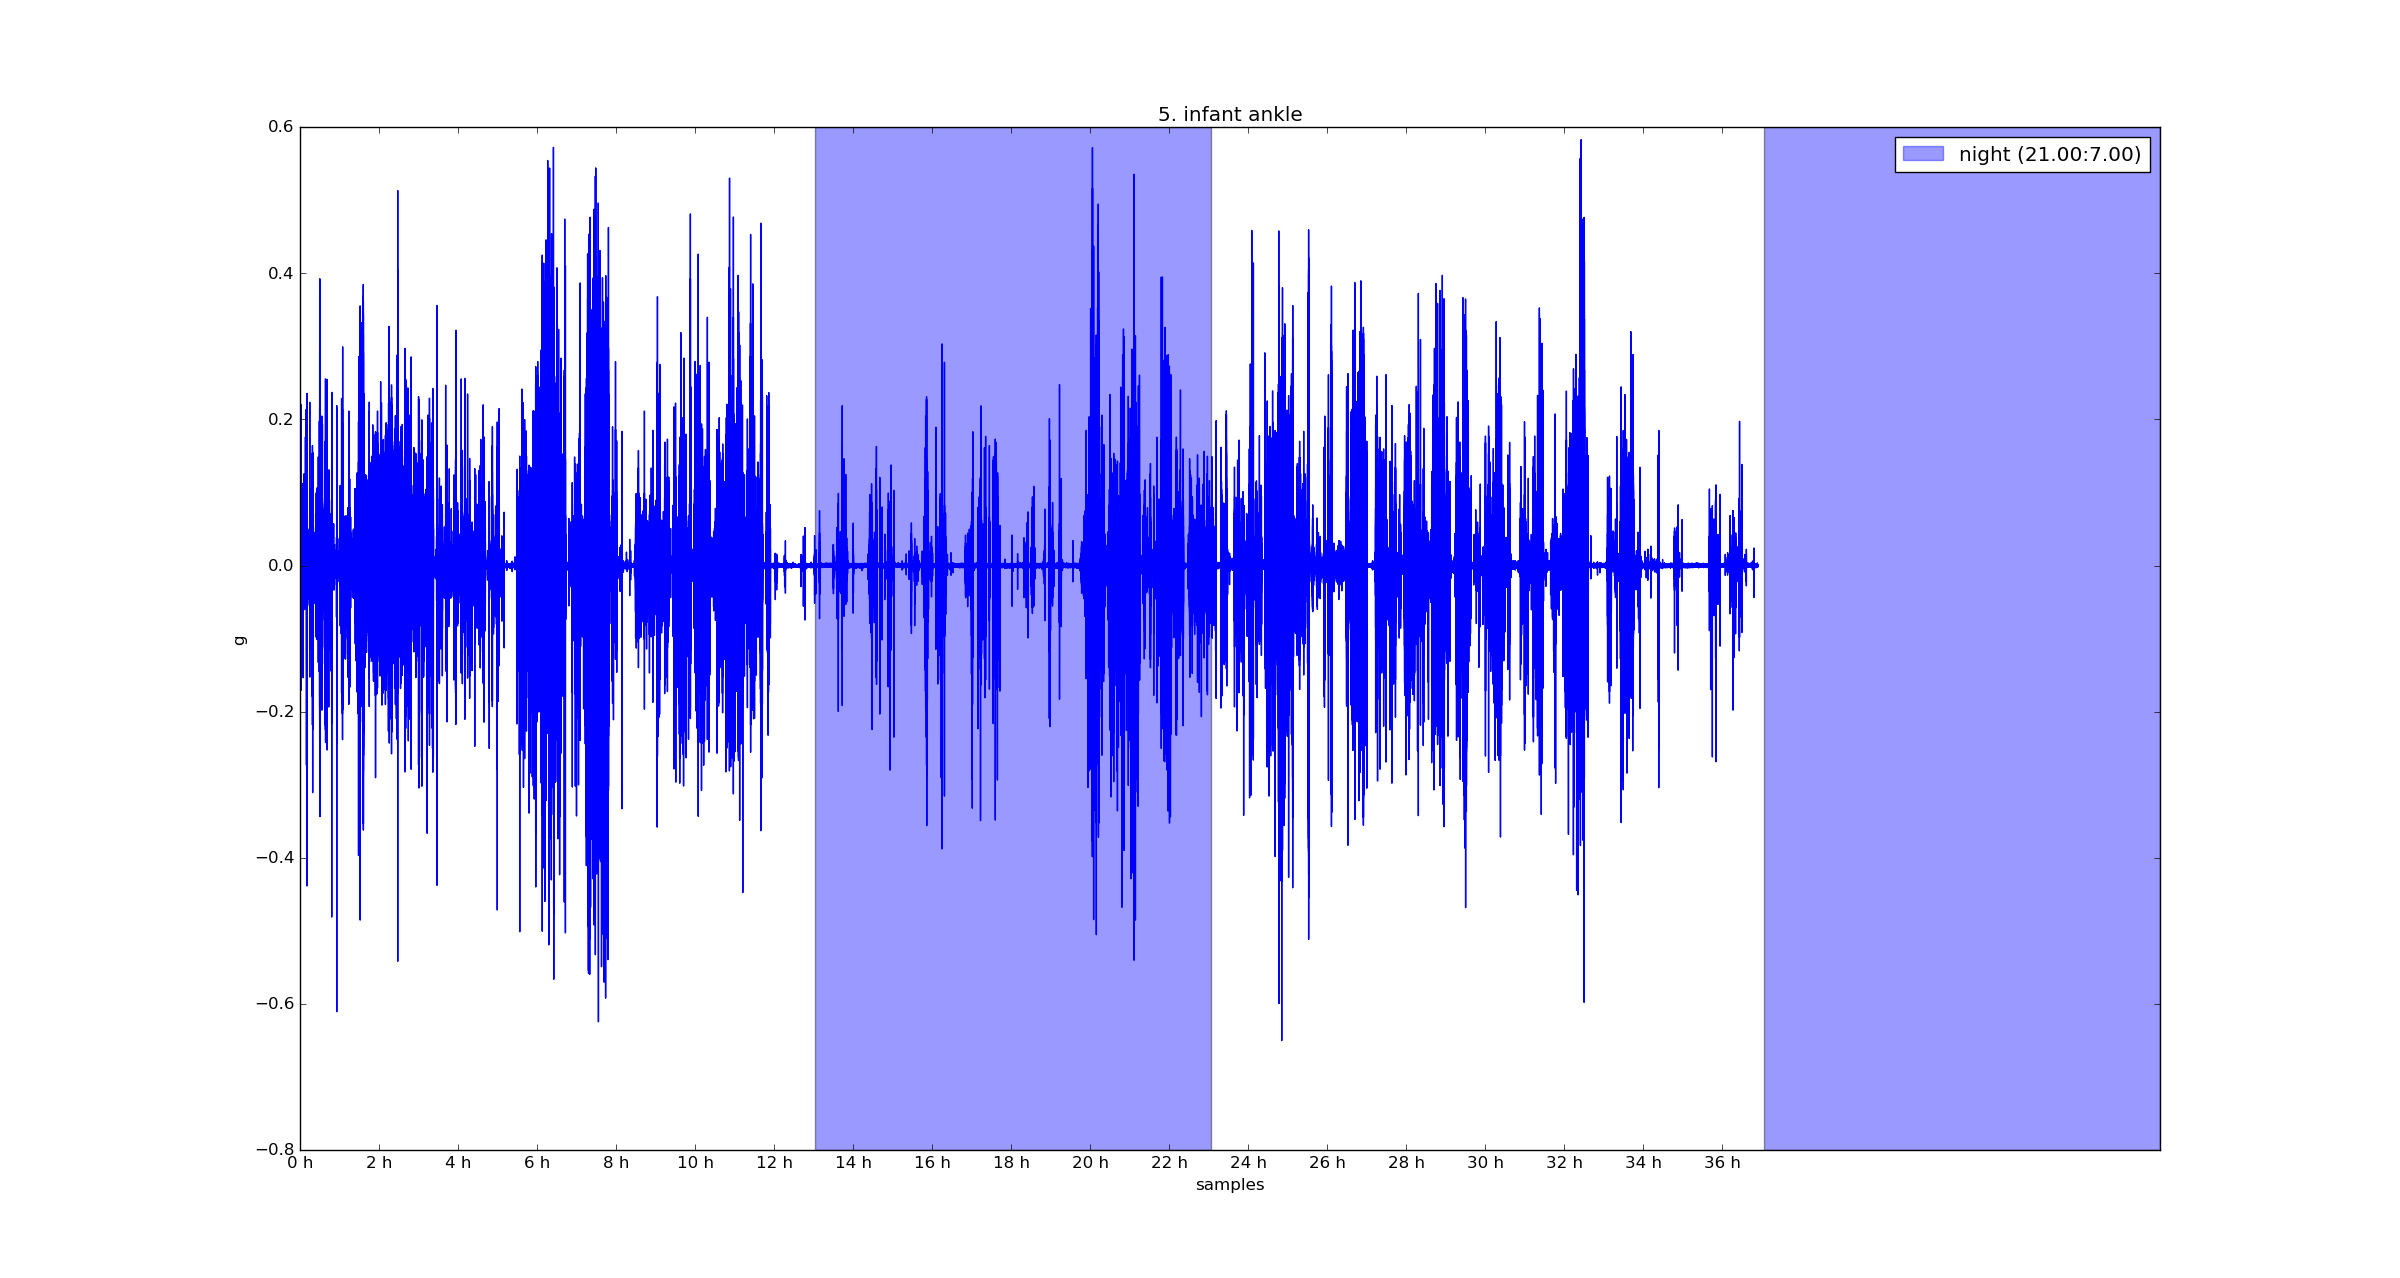 5. infant ankle
night (21.00:7.00)
0.6
0.4
0.2
0.0
−0.2
−0.4
−0.6
−0.8
g
0 h 2 h 4 h 6 h 8 h 10 h 12 h 14 h 16 h 18 h 20 h 22 h 24 h 26 h 28 h 30 h 32 h 34 h 36 h
samples